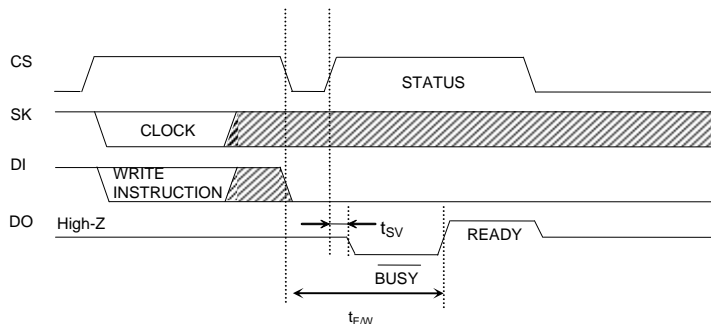 CS
STATUS
SK
CLOCK
DI
WRITE
INSTRUCTION
DO
High-Z
tSV
READY
BUSY
tE/W